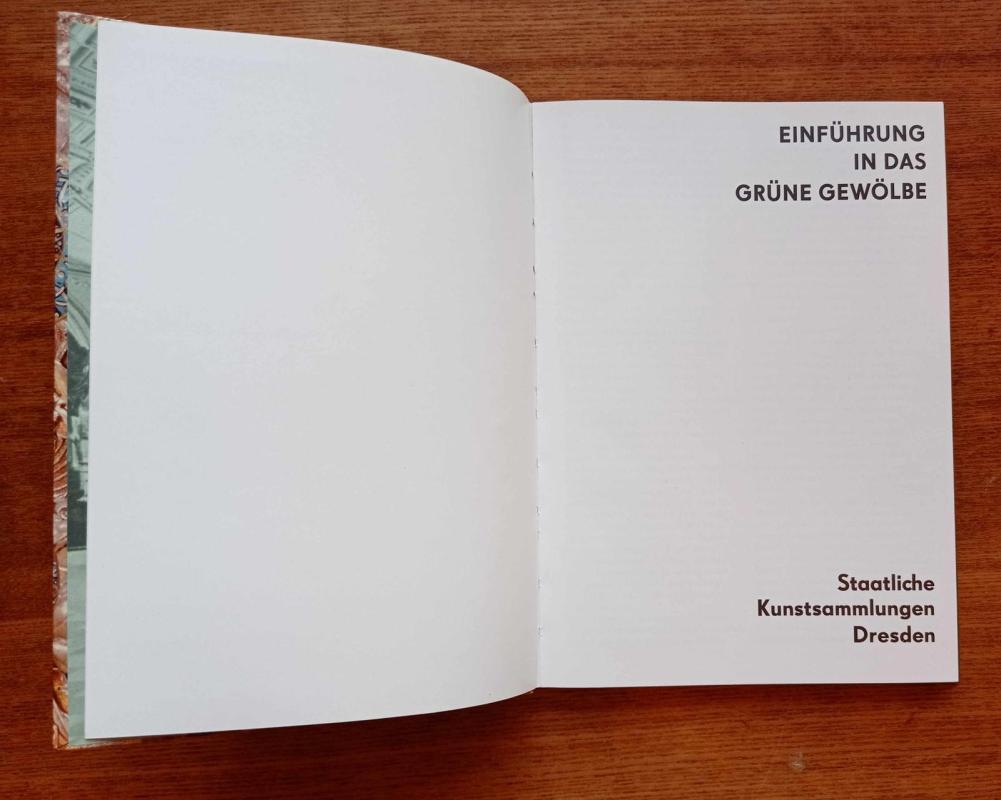 EINFÜHRUNG
IN DAS
GRÜNE GEWÖLBE
Staatliche
Kunstsammlungen
Dresden